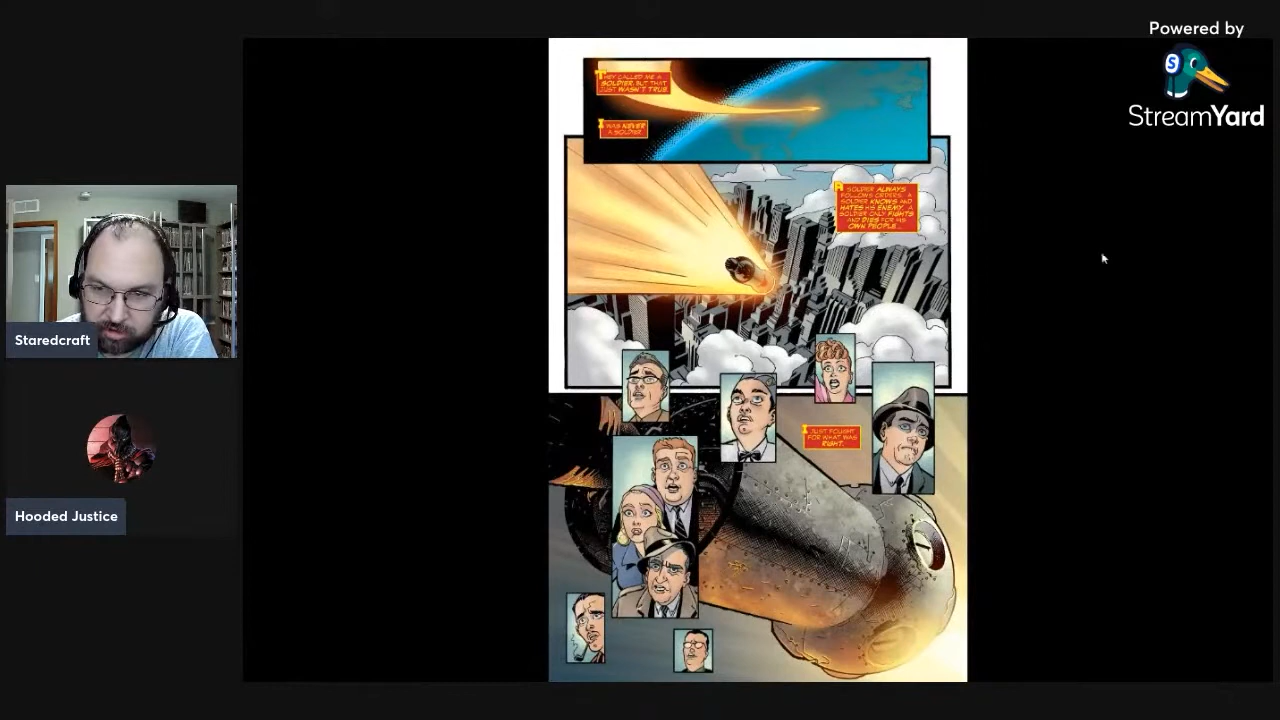 Powered by
S
StreamYard
THEY CALLED ME A
SOLDIER, BUT THAT
JUST WASN'T TRUE.
I WAS NEVER
A SOLDIER.
A SOLDIER ALWAYS
FOLLOWS ORDERS. A
SOLDIER KNOWS AND
HATES HIS ENEMY. A
SOLDIER ONLY FIGHTS
AND DIES FOR HIS
OWN PEOPLE...
I JUST FOUGHT
FOR WHAT WAS
RIGHT.
Staredcraft
Hooded Justice